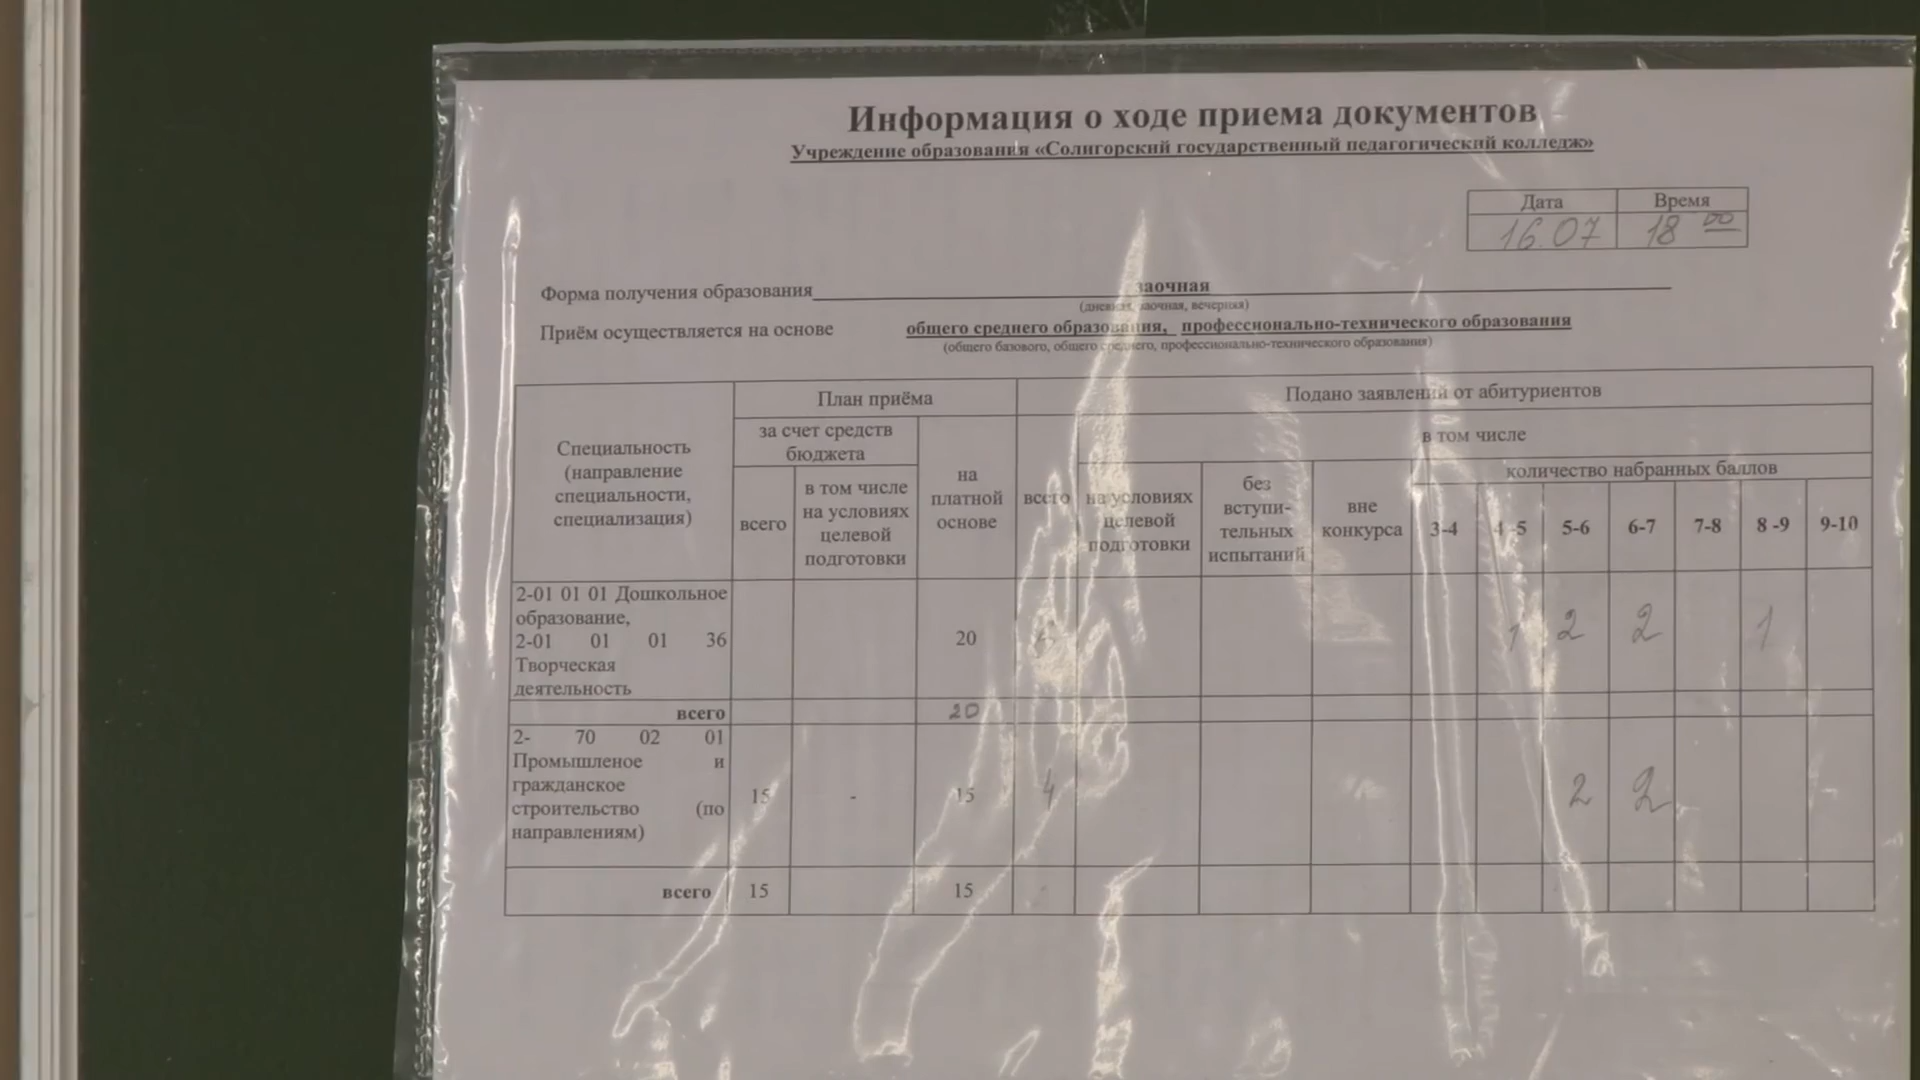 Информация о ходе приема документов
Учреждение образования «Солигорский государственный педагогический колледж»
Дата Время
16.07 18 00
Форма получения образования заочная
(дневная, заочная, вечерняя)
Приём осуществляется на основе общего среднего образования, профессионально-технического образования
(общего базового, общего среднего, профессионально-технического образования)
Специальность
(направление
специальности,
специализация)
План приёма
за счет средств
бюджета
всего
в том числе
на условиях
целевой
подготовки
на
платной
основе
Подано заявлений от абитуриентов
всего
в том числе
на условиях
целевой
подготовки
без
вступи-
тельных
испытаний
вне
конкурса
количество набранных баллов
3-4 4 -5 5-6 6-7 7-8 8 -9 9-10
2-01 01 01 Дошкольное
образование,
2-01 01 01 36
Творческая
деятельность
20 1 2 2 1
всего 20
2- 70 02 01
Промышленое и
гражданское
строительство (по
направлениям)
15 - 15 4 2 2
всего 15 15